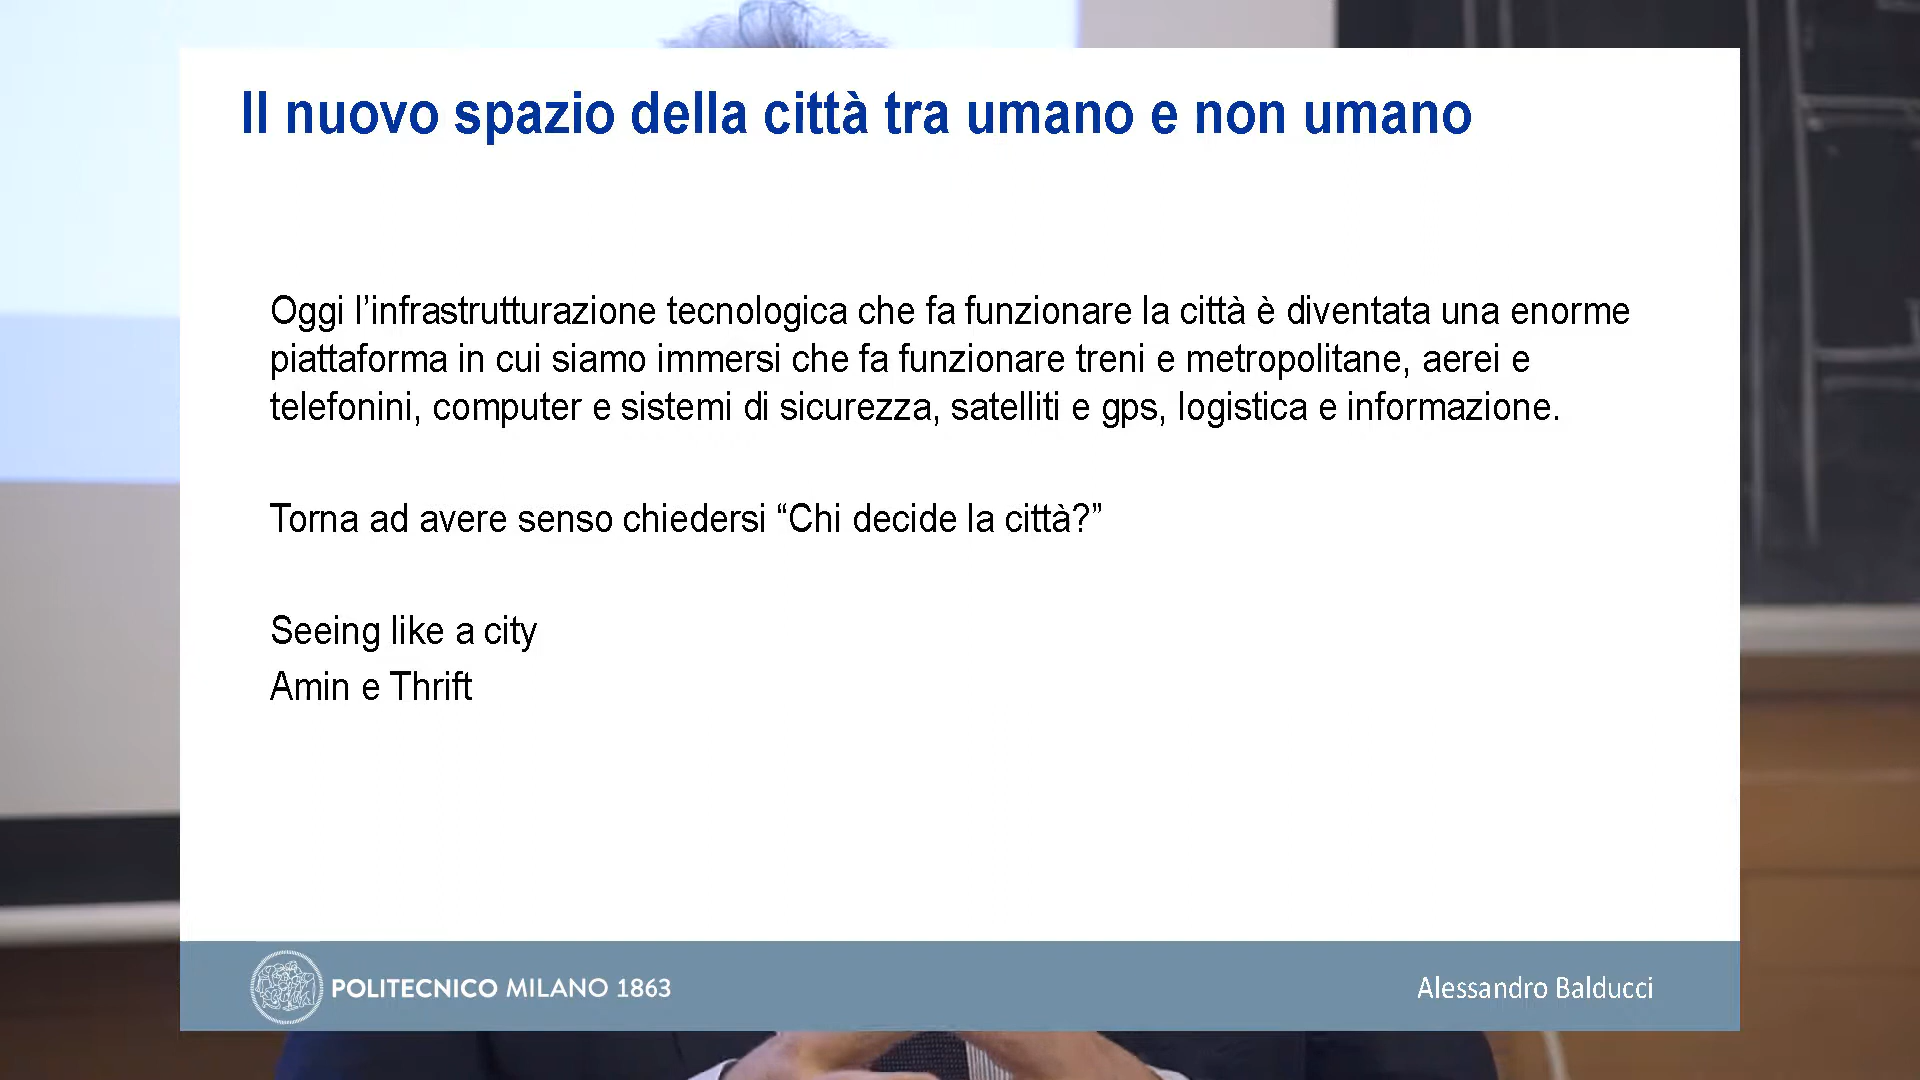 Il nuovo spazio della città tra umano e non umano
Oggi l’infrastrutturazione tecnologica che fa funzionare la città è diventata una enorme
piattaforma in cui siamo immersi che fa funzionare treni e metropolitane, aerei e
telefonini, computer e sistemi di sicurezza, satelliti e gps, logistica e informazione.
Torna ad avere senso chiedersi “Chi decide la città?”
Seeing like a city
Amin e Thrift
POLITECNICO MILANO 1863
Alessandro Balducci